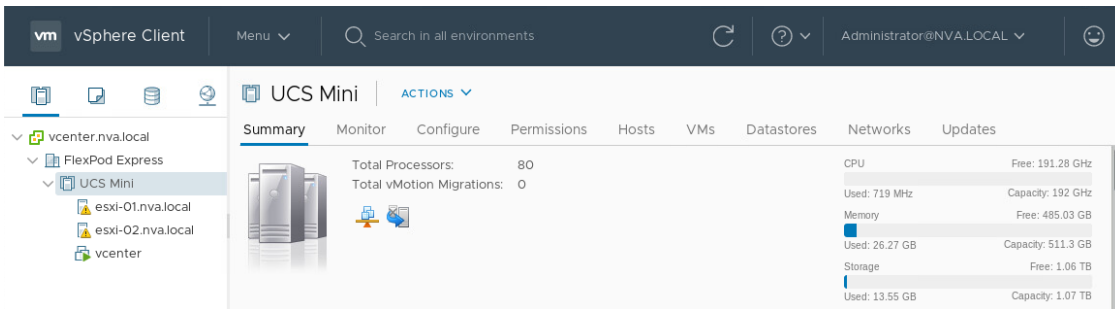 vm vSphere Client Menu Search in all environments Administrator@NVA.LOCAL
UCS Mini ACTIONS
Summary Monitor Configure Permissions Hosts VMs Datastores Networks Updates
vcenter.nva.local
FlexPod Express
UCS Mini
esxi-01.nva.local
esxi-02.nva.local
vcenter
Total Processors: 80
Total vMotion Migrations: 0
CPU Free: 191.28 GHz
Used: 719 MHz Capacity: 192 GHz
Memory Free: 485.03 GB
Used: 26.27 GB Capacity: 511.3 GB
Storage Free: 1.06 TB
Used: 13.55 GB Capacity: 1.07 TB